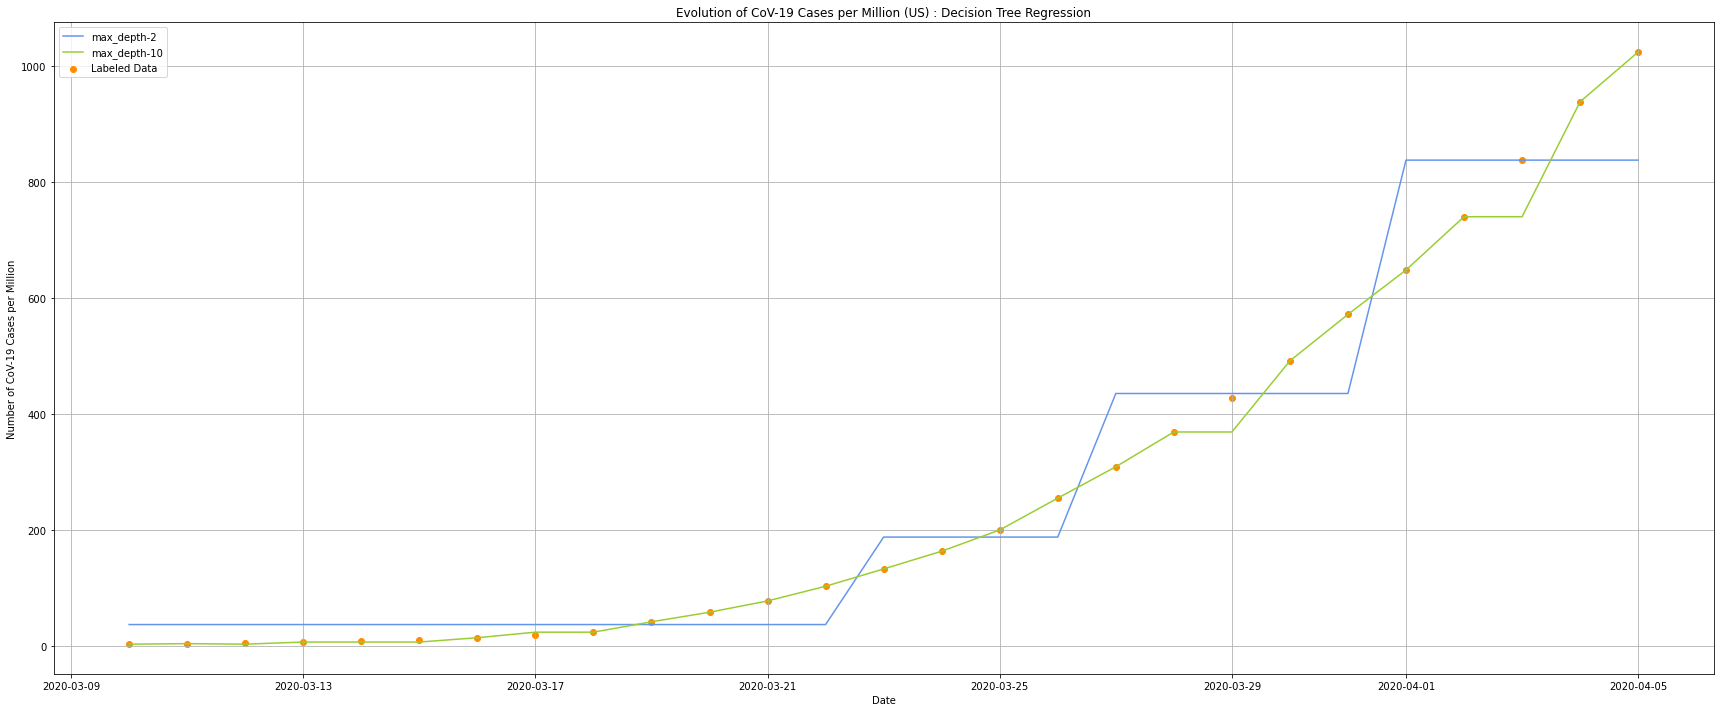 Evolution of CoV-19 Cases per Million (US) : Decision Tree Regression
max_depth-2
max_depth-10
Labeled Data
Number of CoV-19 Cases per Million
1000
800
600
400
200
0
2020-03-09 2020-03-13 2020-03-17 2020-03-21 2020-03-25 2020-03-29 2020-04-01 2020-04-05
Date